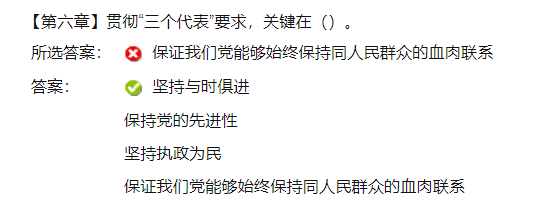 【第六章】贯彻“三个代表”要求，关键在（）。
所选答案： 保证我们党能够始终保持同人民群众的血肉联系
答案： 坚持与时俱进
保持党的先进性
坚持执政为民
保证我们党能够始终保持同人民群众的血肉联系